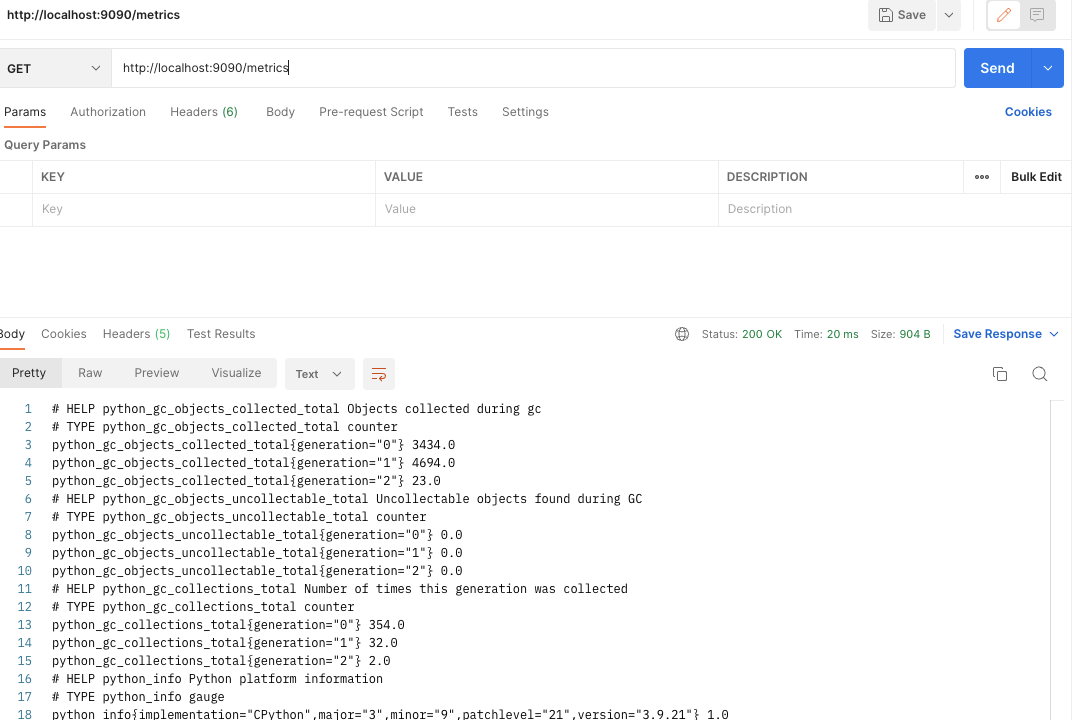 http://localhost:9090/metrics
Save
GET
http://localhost:9090/metrics
Send
Params Authorization Headers (6) Body Pre-request Script Tests Settings Cookies
Query Params
KEY VALUE DESCRIPTION ••• Bulk Edit
Key Value Description
Body Cookies Headers (5) Test Results Status: 200 OK Time: 20 ms Size: 904 B Save Response
Pretty Raw Preview Visualize Text
1 # HELP python_gc_objects_collected_total Objects collected during gc
2 # TYPE python_gc_objects_collected_total counter
3 python_gc_objects_collected_total{generation="0"} 3434.0
4 python_gc_objects_collected_total{generation="1"} 4694.0
5 python_gc_objects_collected_total{generation="2"} 23.0
6 # HELP python_gc_objects_uncollectable_total Uncollectable objects found during GC
7 # TYPE python_gc_objects_uncollectable_total counter
8 python_gc_objects_uncollectable_total{generation="0"} 0.0
9 python_gc_objects_uncollectable_total{generation="1"} 0.0
10 python_gc_objects_uncollectable_total{generation="2"} 0.0
11 # HELP python_gc_collections_total Number of times this generation was collected
12 # TYPE python_gc_collections_total counter
13 python_gc_collections_total{generation="0"} 354.0
14 python_gc_collections_total{generation="1"} 32.0
15 python_gc_collections_total{generation="2"} 2.0
16 # HELP python_info Python platform information
17 # TYPE python_info gauge
18 python_info{implementation="CPython",major="3",minor="9",patchlevel="21",version="3.9.21"} 1.0